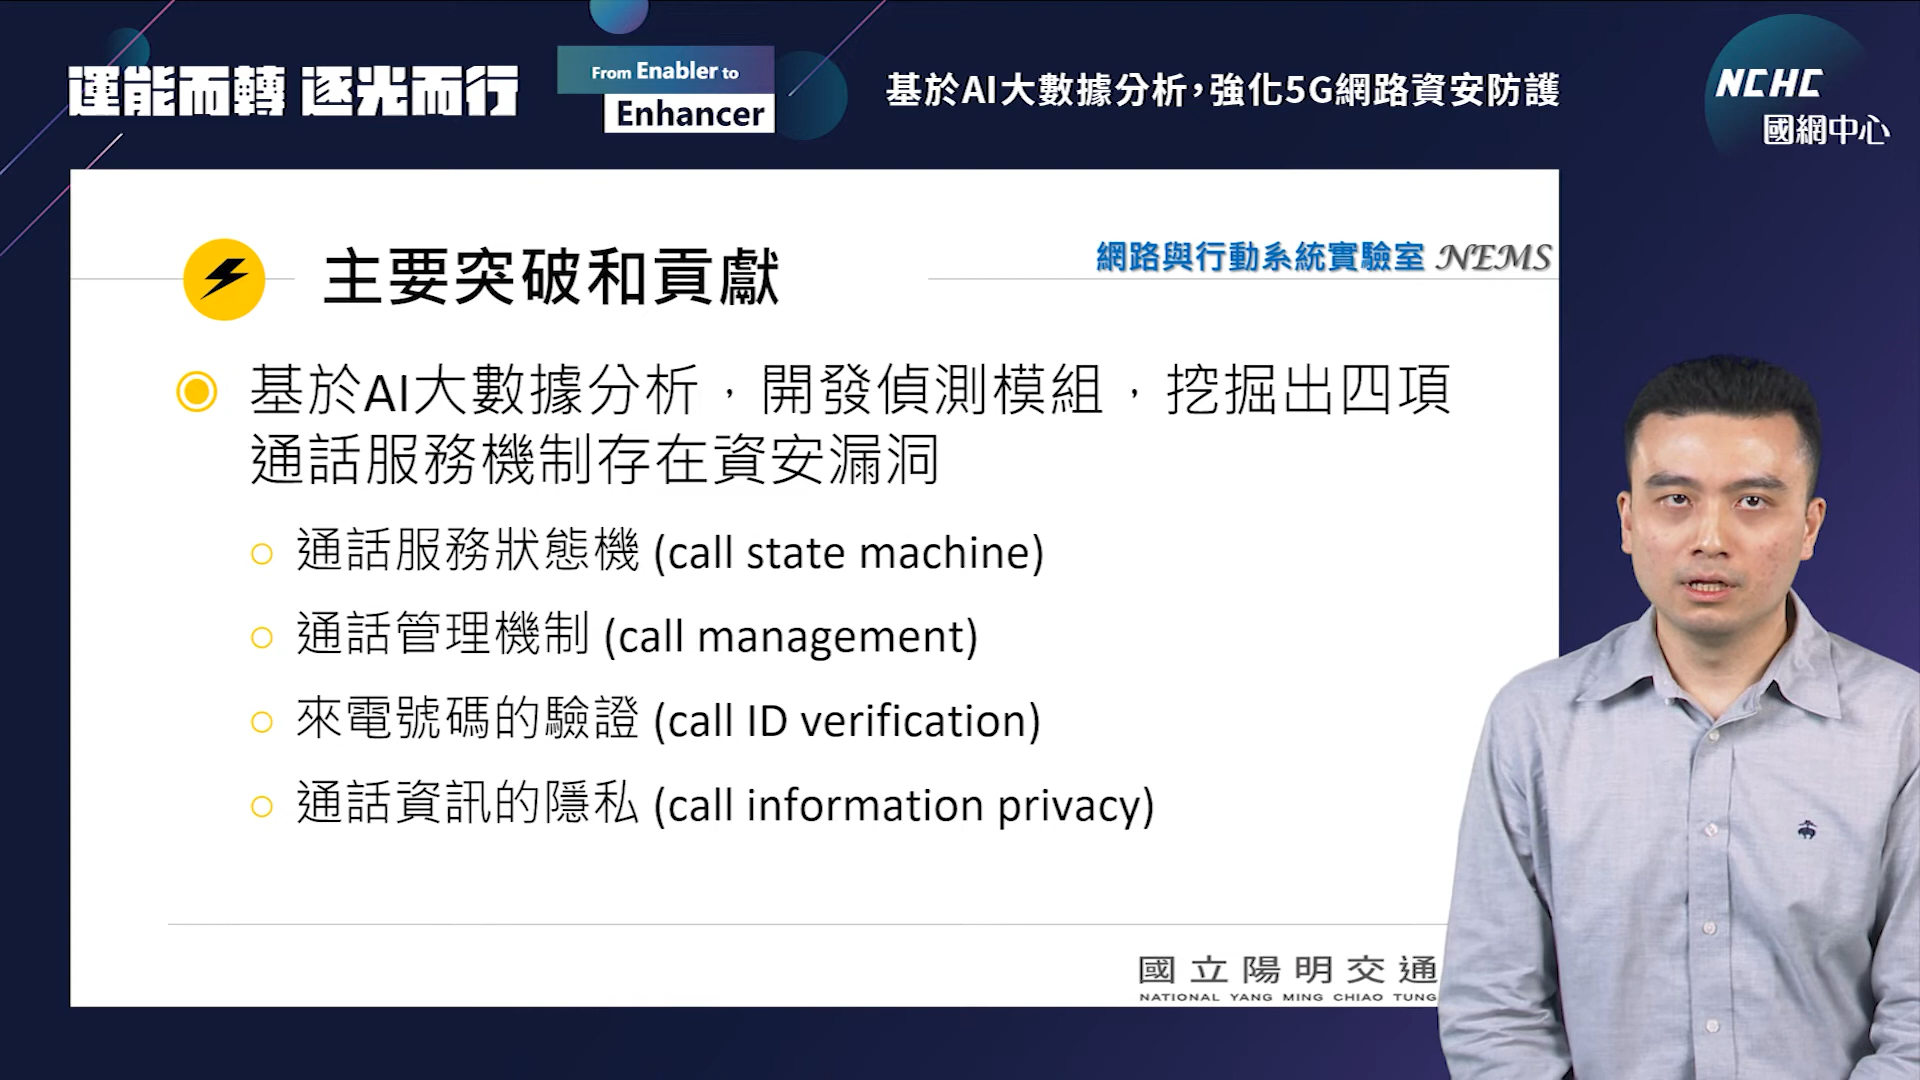 運能而轉 逐光而行
From Enabler to
Enhancer
基於AI大數據分析,強化5G網路資安防護
NCHC
國網中心
主要突破和貢獻
網路與行動系統實驗室 NEMS
基於AI大數據分析，開發偵測模組，挖掘出四項
通話服務機制存在資安漏洞
通話服務狀態機 (call state machine)
通話管理機制 (call management)
來電號碼的驗證 (call ID verification)
通話資訊的隱私 (call information privacy)
國立陽明交通
NATIONAL YANG MING CHIAO TUNG